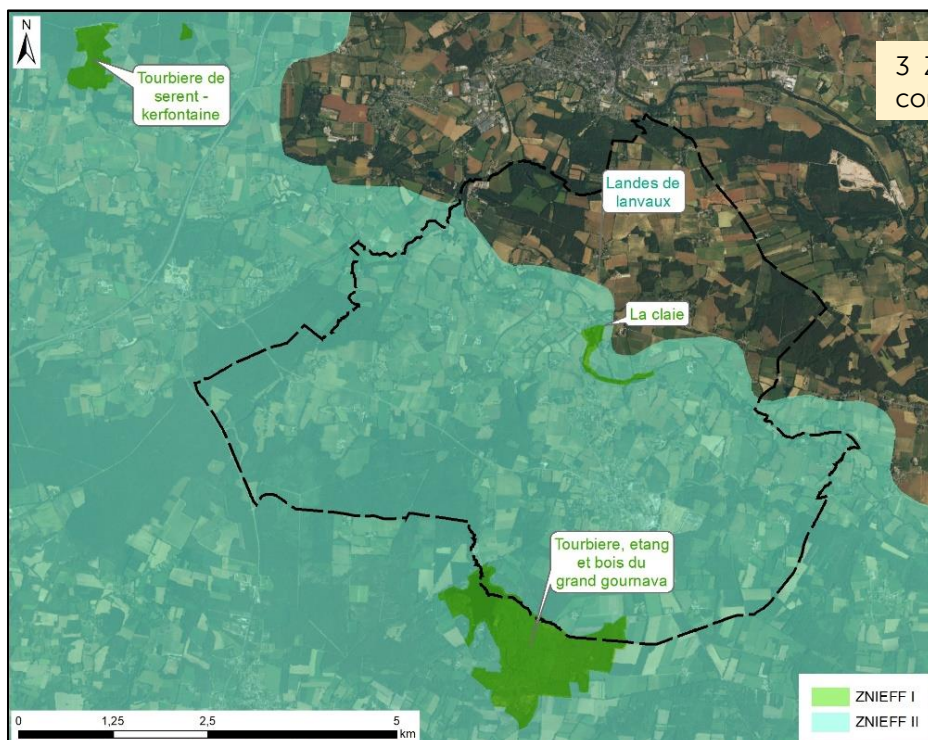 N
Tourbiere de
serent -
kerfontaine
3
Landes de
lanvaux
La claie
Tourbiere, etang
et bois du
grand gournava
0 1,25 2,5 5
km
ZNIEFF I
ZNIEFF II